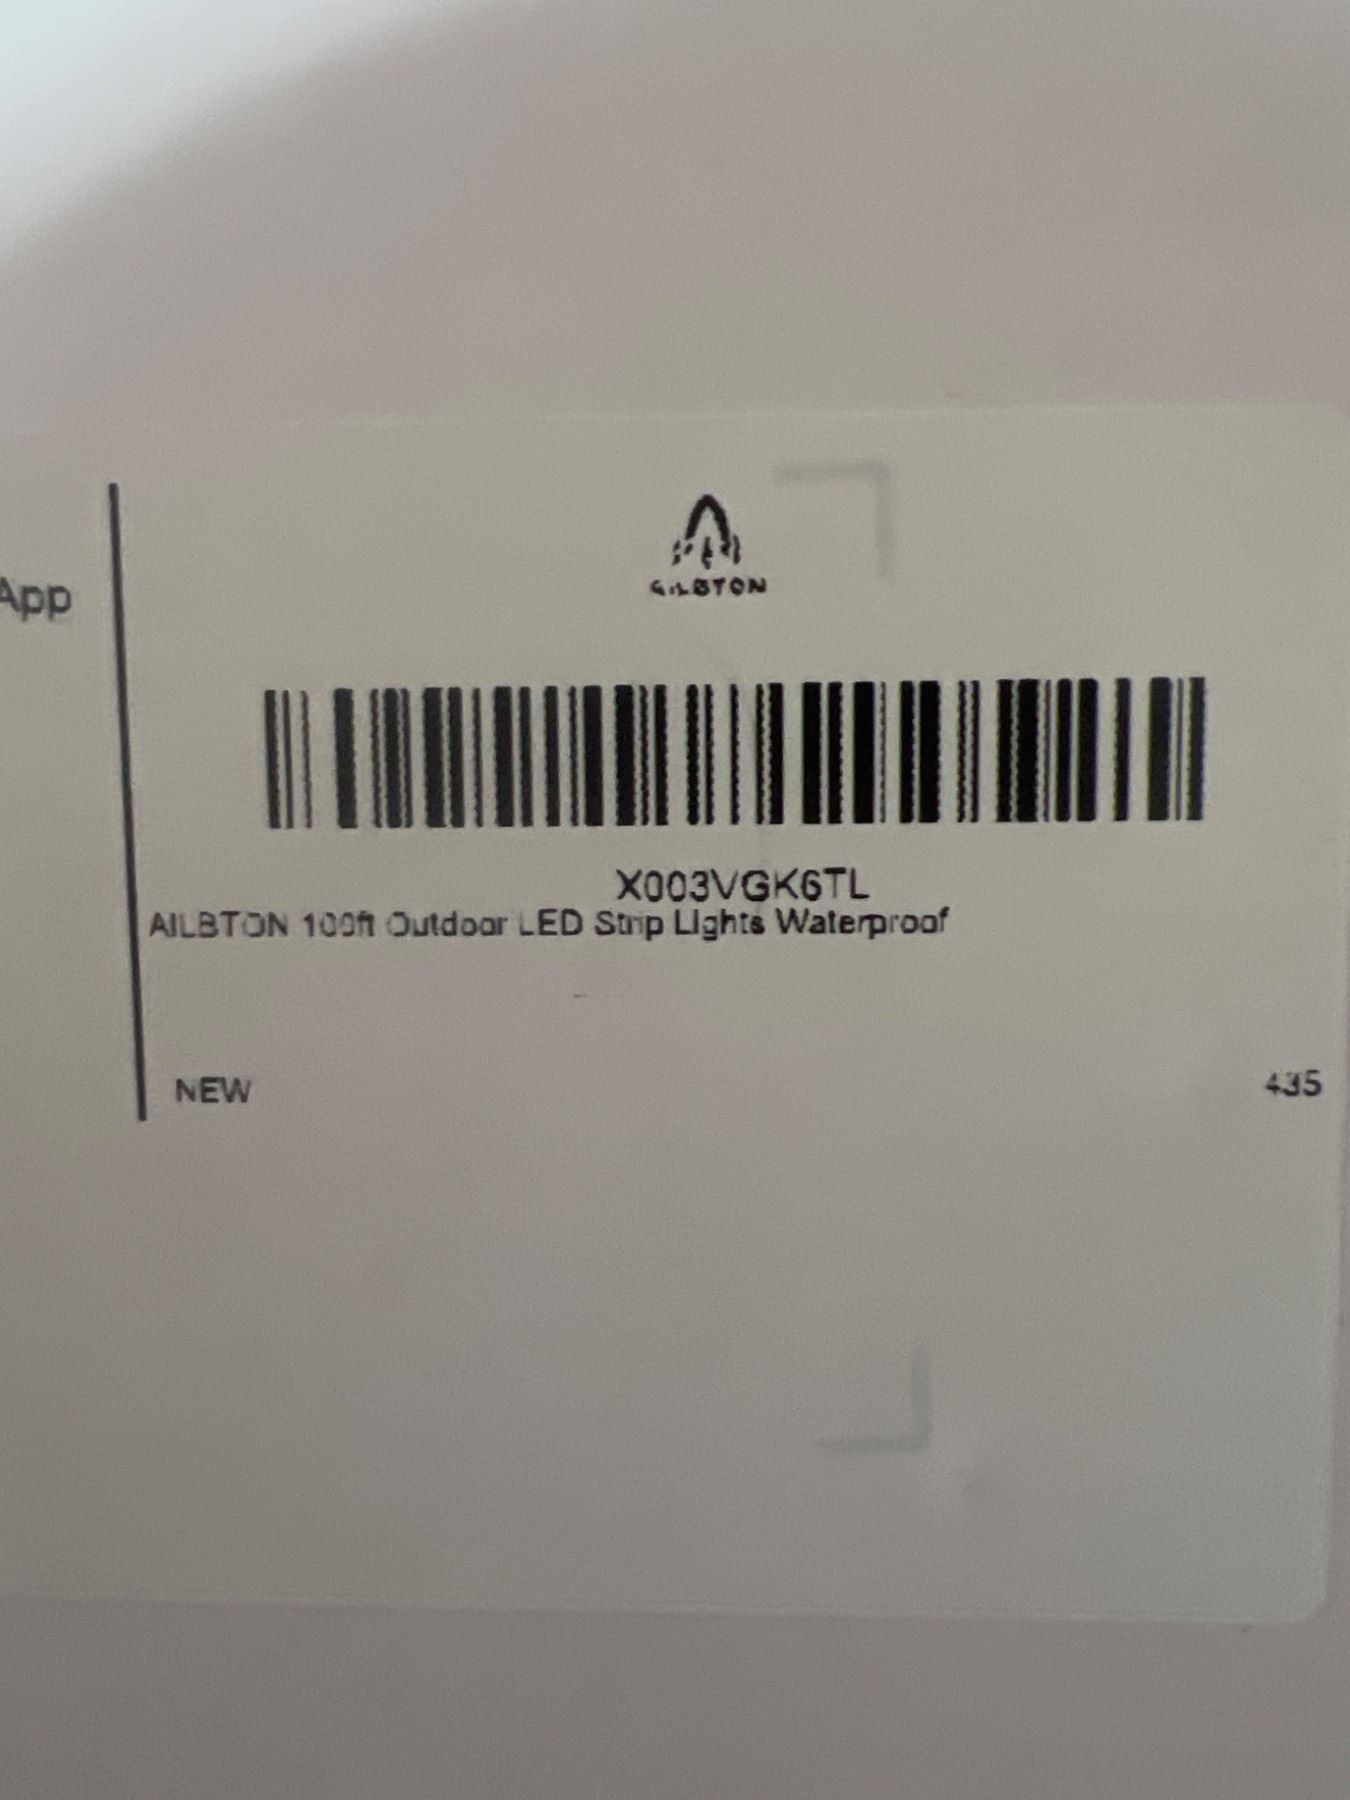 App
AILBTON
X003VGK6TL
AILBTON 100ft Outdoor LED Strip Lights Waterproof
NEW
435